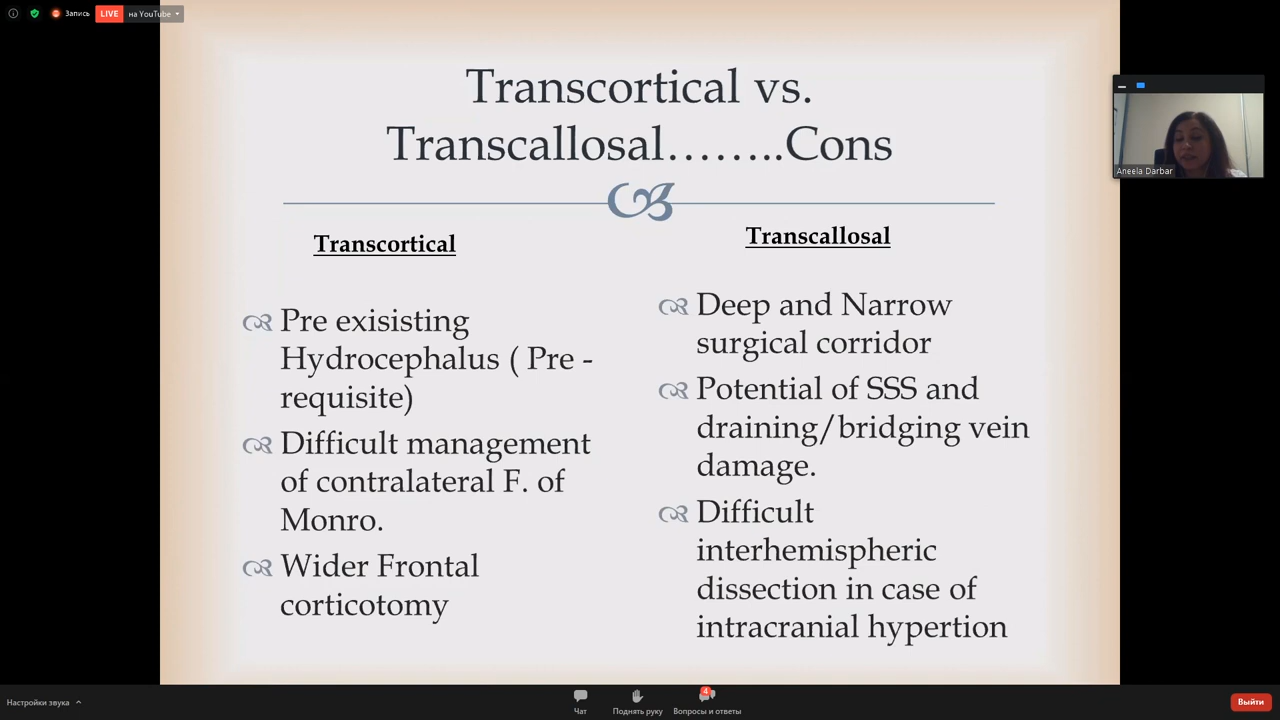 Запись
LIVE
на YouTube
Transcortical vs.
Transcallosal……..Cons
Aneela Darbar
Transcortical
Pre exisisting
Hydrocephalus ( Pre -
requisite)
Difficult management
of contralateral F. of
Monro.
Wider Frontal
corticotomy
Transcallosal
Deep and Narrow
surgical corridor
Potential of SSS and
draining/bridging vein
damage.
Difficult
interhemispheric
dissection in case of
intracranial hypertion
Настройки звука
Чат
Поднять руку
4
Вопросы и ответы
Выйти